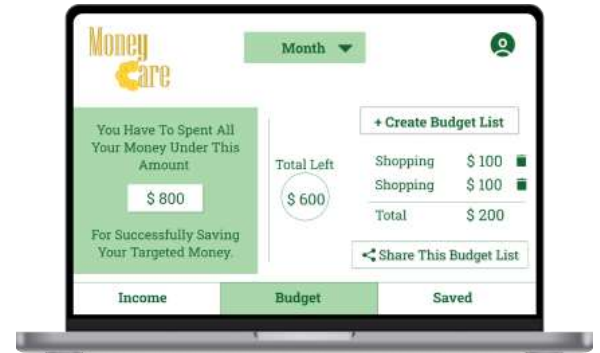 Money
Care
Month
You Have To Spent All
Your Money Under This
Amount
$ 800
For Successfully Saving
Your Targeted Money.
Total Left
$ 600
+ Create Budget List
Shopping $ 100
Shopping $ 100
Total $ 200
Share This Budget List
Income Budget Saved